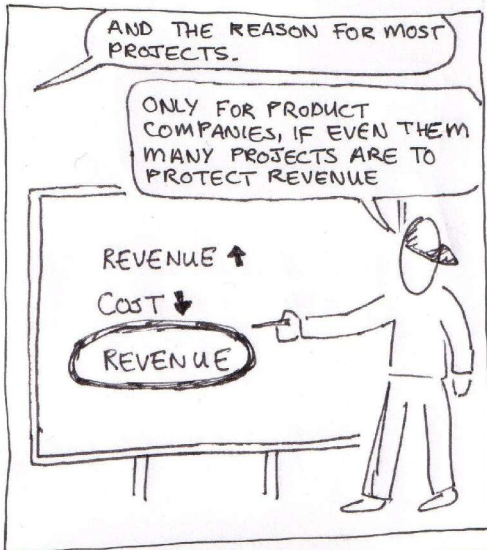 AND THE REASON FOR MOST
PROJECTS.
ONLY FOR PRODUCT
COMPANIES, IF EVEN THEM
MANY PROJECTS ARE TO
PROTECT REVENUE
REVENUE ↑
COST ↓
REVENUE